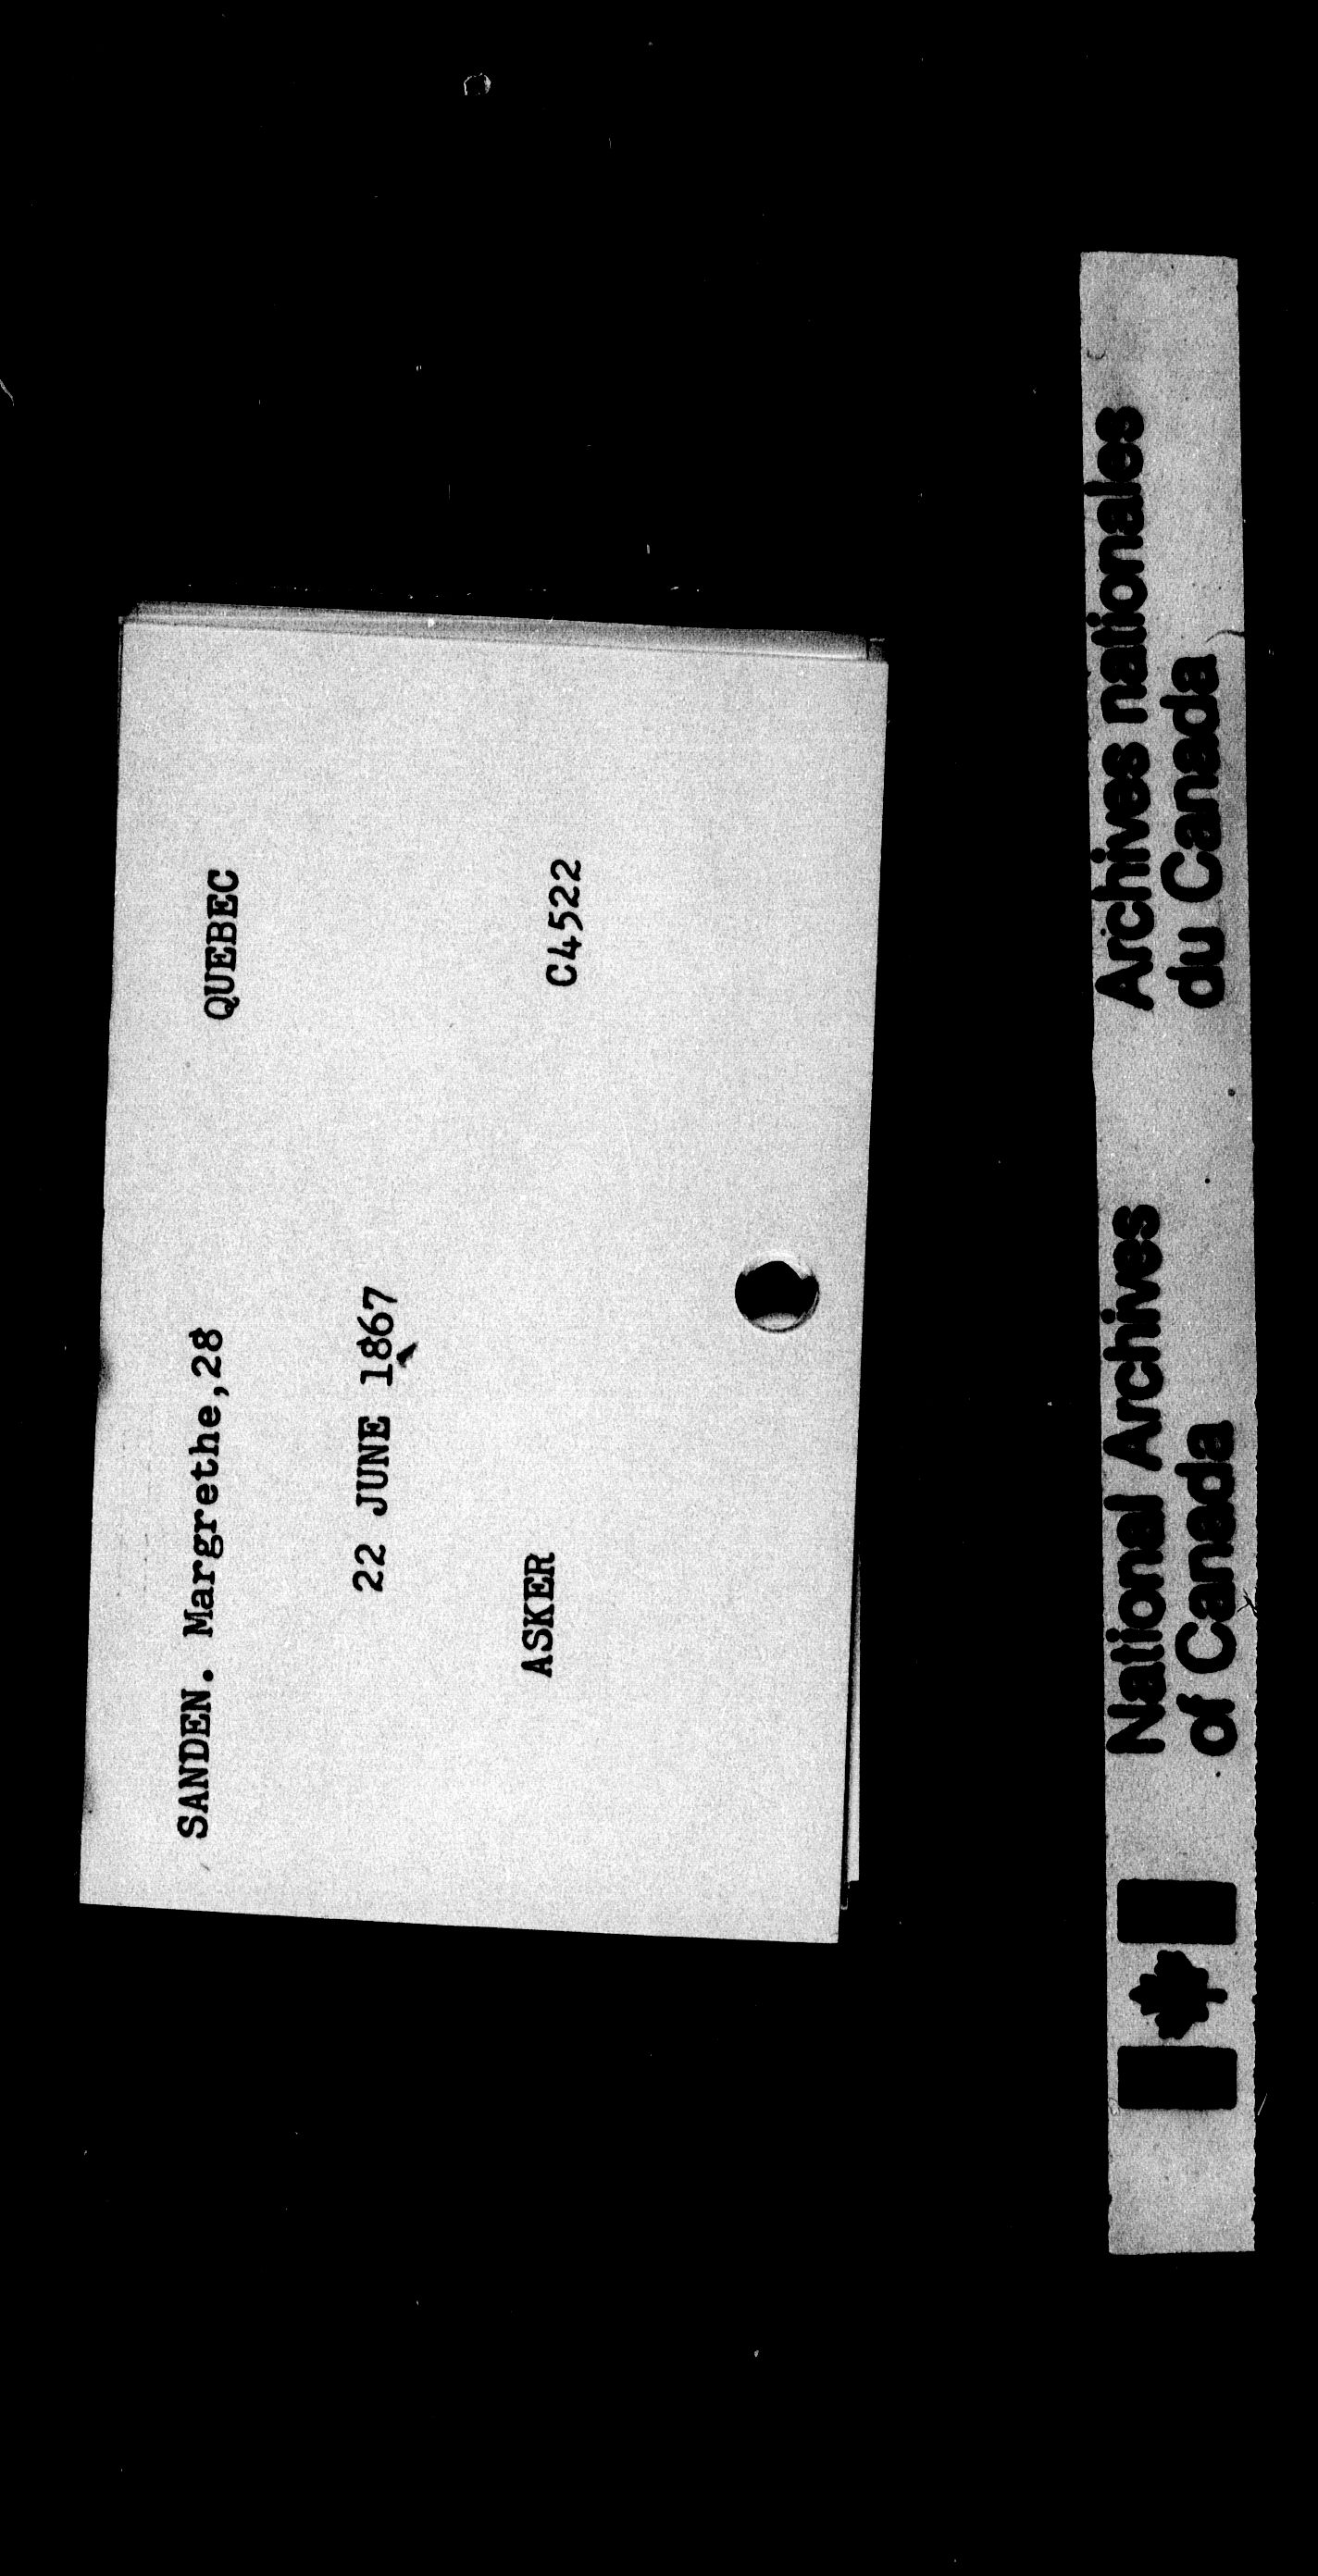 SANDEN. Margrethe,28 QUEBEC
22 JUNE 1867
ASKER C4522
National Archives
of Canada
Archives nationales
du Canada